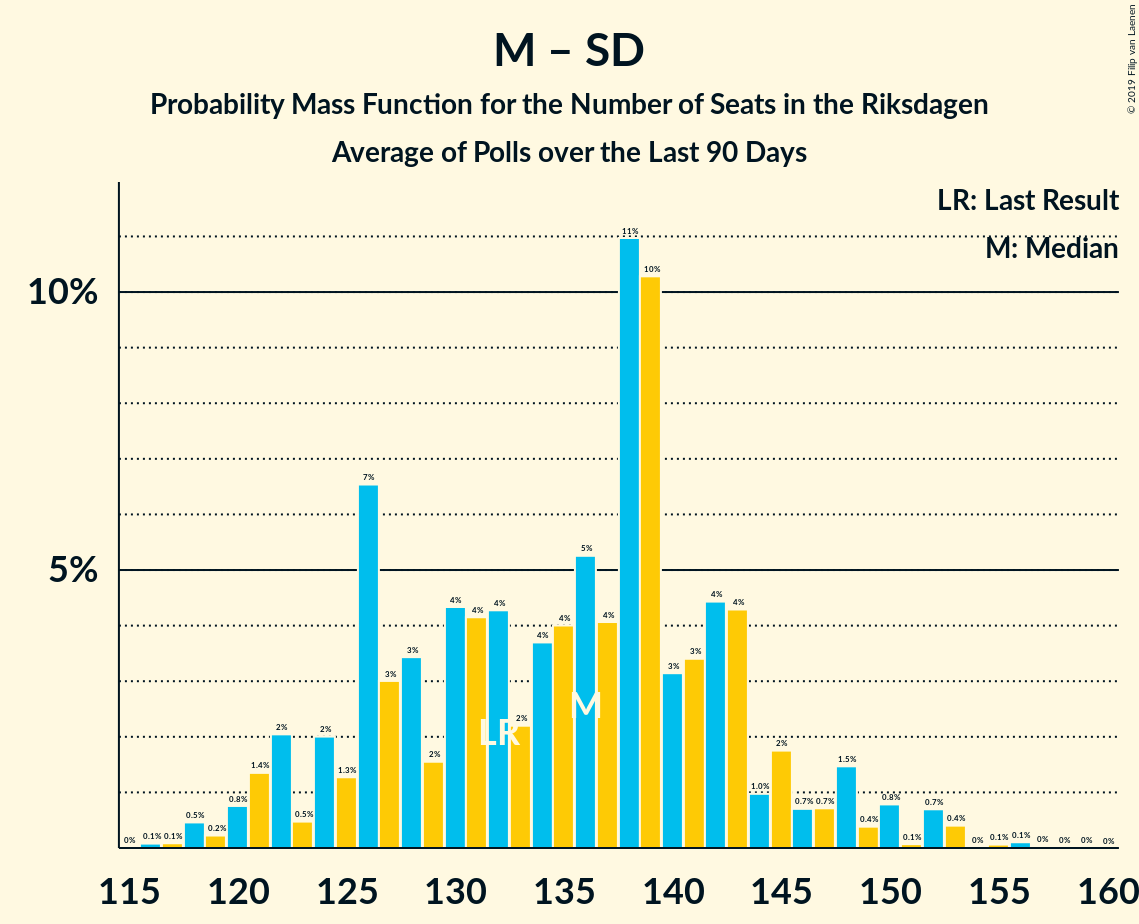 © 2019 Filip van Laenen
M – SD
Probability Mass Function for the Number of Seats in the Riksdagen
Average of Polls over the Last 90 Days
LR: Last Result
M: Median
10%
5%
0% 0.1% 0.1% 0.5% 0.2% 0.8% 1.4% 2% 0.5% 2% 1.3% 7% 3% 3% 2% 4% 4% 4% 2% 4% 4% 5% 4% 11% 10% 3% 3% 4% 4% 1.0% 2% 0.7% 0.7% 1.5% 0.4% 0.8% 0.1% 0.7% 0.4% 0% 0.1% 0.1% 0% 0% 0% 0%
LR
M
115 120 125 130 135 140 145 150 155 160